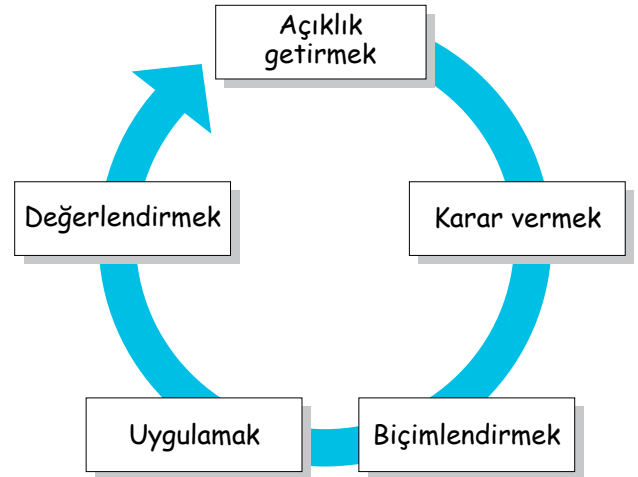 Açıklık
getirmek
Karar vermek
Biçimlendirmek
Uygulamak
Değerlendirmek